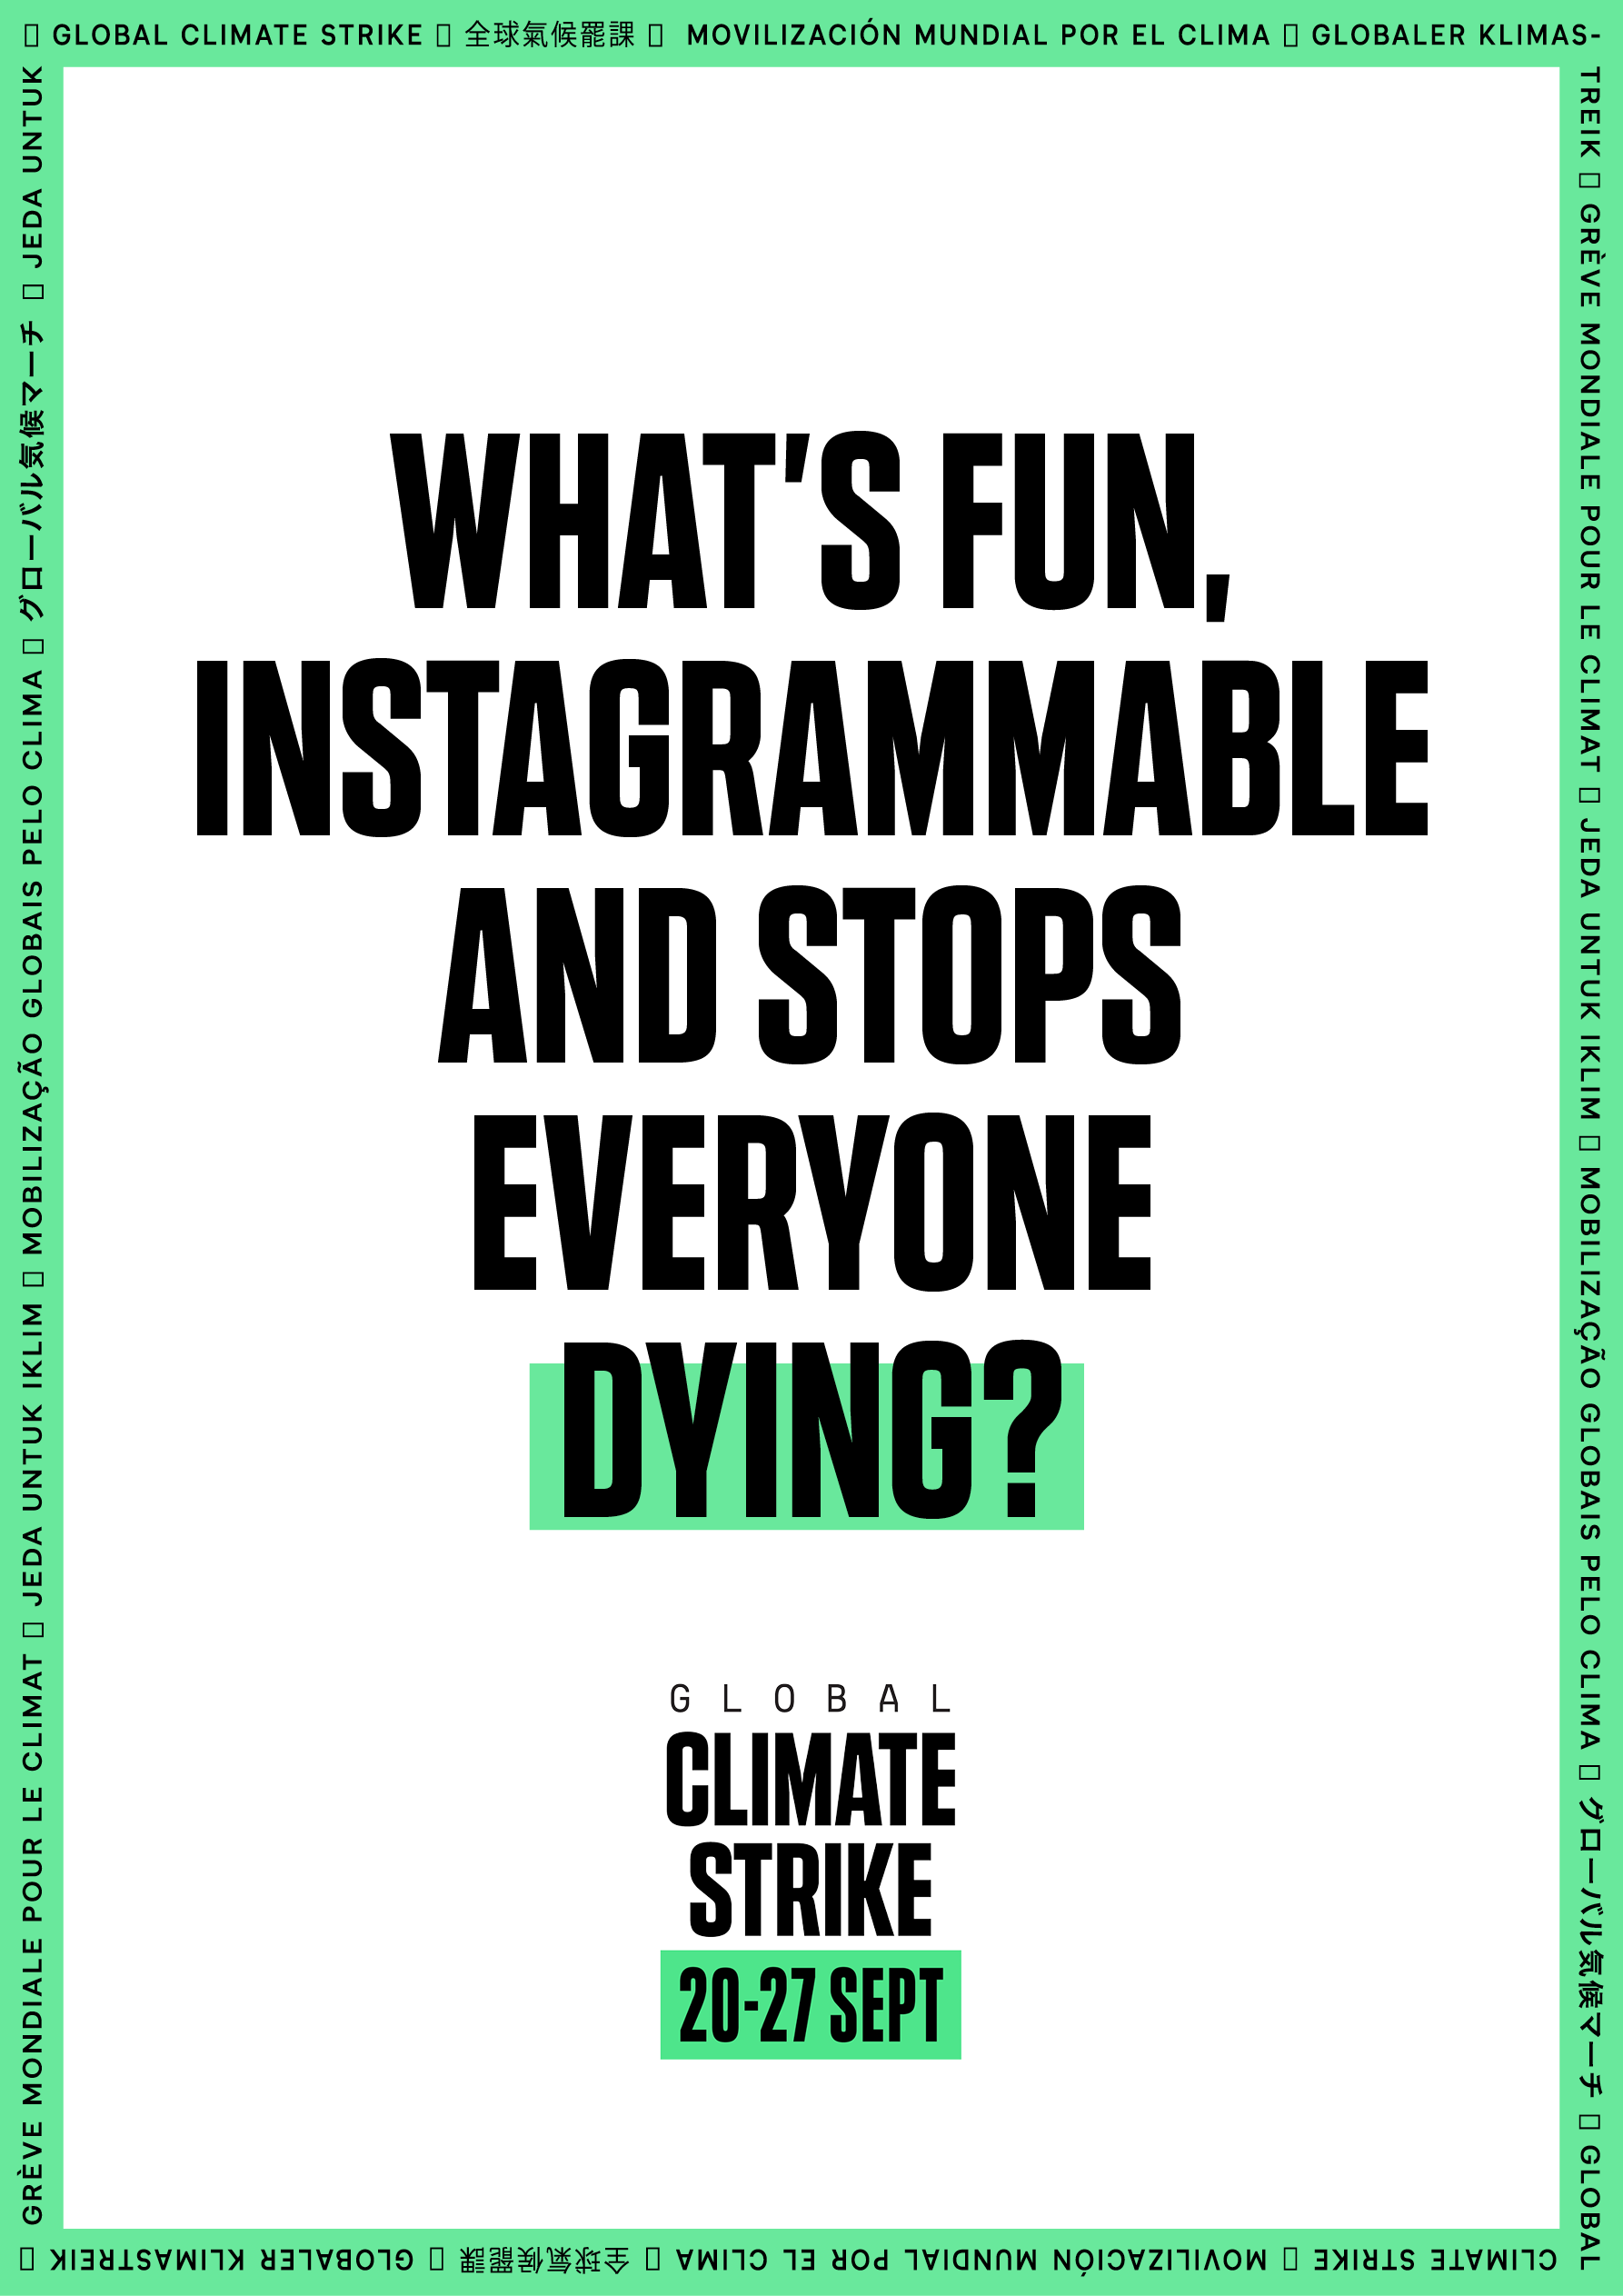 ▯ GLOBAL CLIMATE STRIKE ▯ 全球氣候罷課 ▯ MOVILIZACIÓN MUNDIAL POR EL CLIMA ▯ GLOBALER KLIMAS-
TREIK ▯ GRÈVE MONDIALE POUR LE CLIMAT ▯ JEDA UNTUK IKLIM ▯ MOBILIZAÇÃO GLOBAIS PELO CLIMA ▯ グローバル気候マーチ ▯ GLOBAL
CLIMATE STRIKE ▯ MOVILIZACIÓN MUNDIAL POR EL CLIMA ▯ 全球氣候罷課 ▯ GLOBALER KLIMASTREIK ▯
GRÈVE MONDIALE POUR LE CLIMAT ▯ JEDA UNTUK IKLIM ▯ MOBILIZAÇÃO GLOBAIS PELO CLIMA ▯ グローバル気候マーチ ▯ JEDA UNTUK
WHAT'S FUN,
INSTAGRAMMABLE
AND STOPS
EVERYONE
DYING?
GLOBAL
CLIMATE
STRIKE
20-27 SEPT